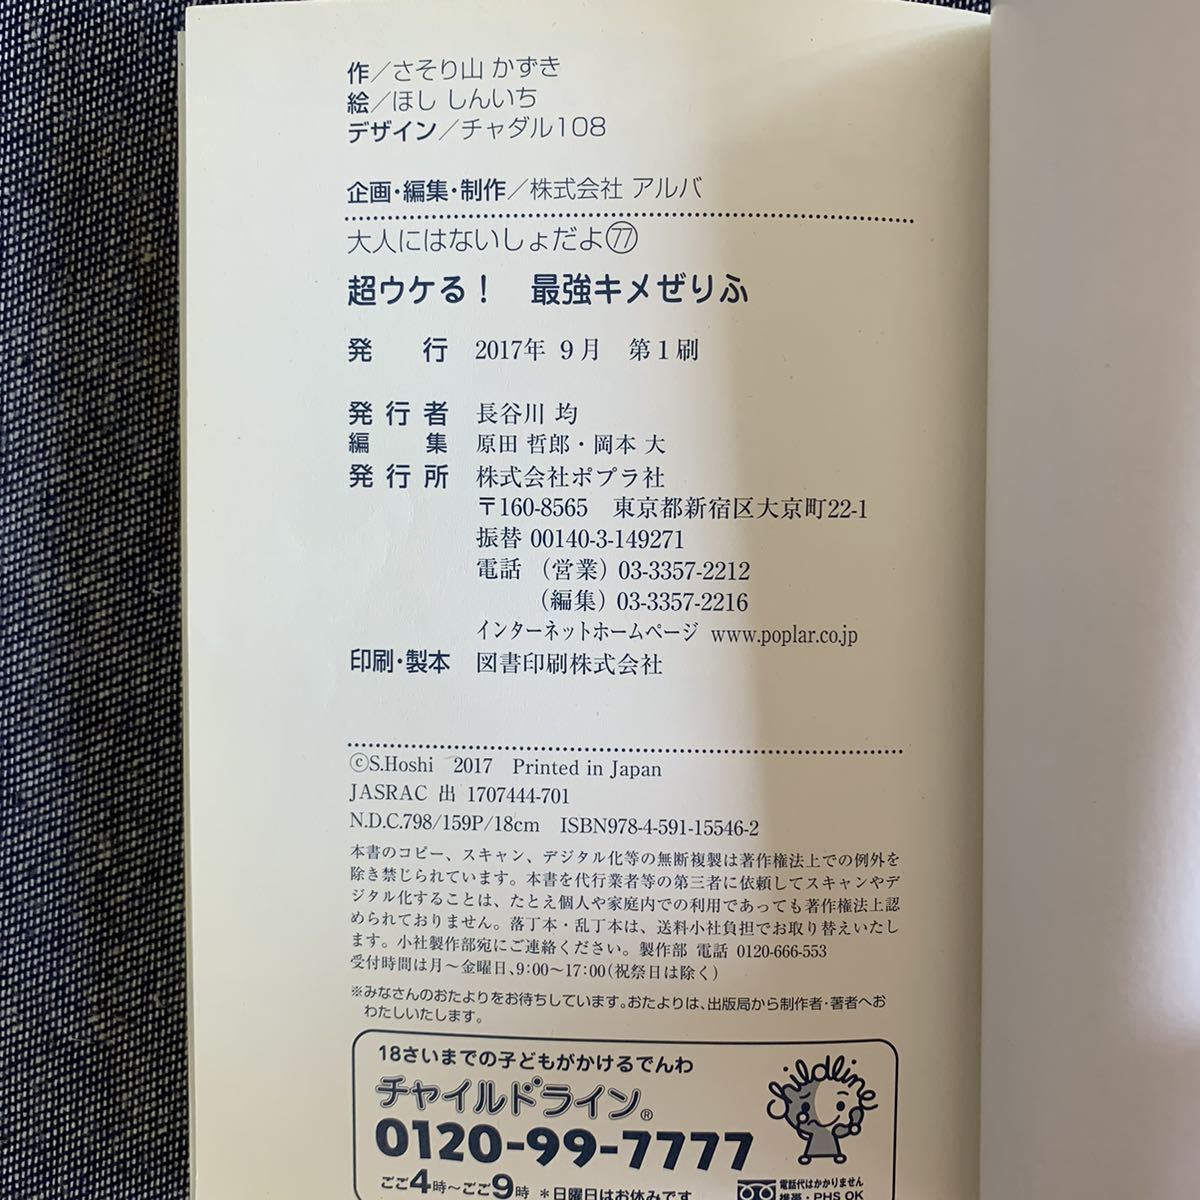 作／さそり山 かずき
絵／ほし しんいち
デザイン／チャダル108
企画・編集・制作／株式会社 アルバ
大人にはないしょだよ㊆
超ウケる！ 最強キメぜりふ
発 行 2017年 9月 第1刷
発行者 長谷川 均
編 集 原田 哲郎・岡本 大
発行所 株式会社ポプラ社
〒160-8565 東京都新宿区大京町22-1
振替 00140-3-149271
電話 （営業）03-3357-2212
（編集）03-3357-2216
インターネットホームページ www.poplar.co.jp
印刷・製本 図書印刷株式会社
©S.Hoshi 2017 Printed in Japan
JASRAC 出 1707444-701
N.D.C.798/159P/18cm ISBN978-4-591-15546-2
本書のコピー、スキャン、デジタル化等の無断複製は著作権法上での例外を
除き禁じられています。本書を代行業者等の第三者に依頼してスキャンやデ
ジタル化することは、たとえ個人や家庭内での利用であっても著作権法上認
められておりません。落丁本・乱丁本は、送料小社負担でお取り替えいたし
ます。小社製作部宛にご連絡ください。製作部 電話 0120-666-553
受付時間は月～金曜日、9:00～17:00（祝祭日は除く）
※みなさんのおたよりをお待ちしています。おたよりは、出版局から制作者・著者へお
わたしいたします。
18さいまでの子どもがかけるでんわ
childline
チャイルドライン®
0120-99-7777
ごご4時～ごご9時 ＊日曜日はお休みです
電話代はかかりません
携帯・PHS OK